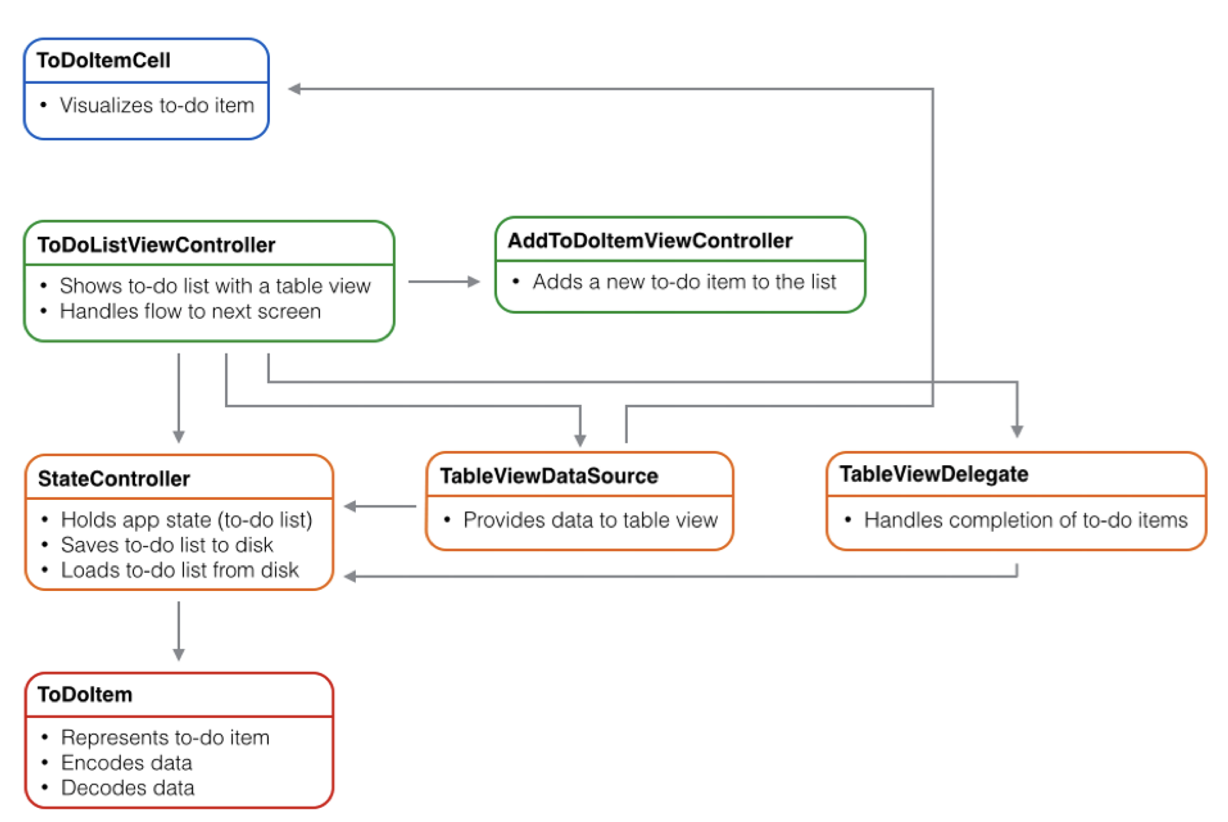 ToDoItemCell
• Visualizes to-do item
ToDoListViewController
• Shows to-do list with a table view
• Handles flow to next screen
AddToDoItemViewController
• Adds a new to-do item to the list
StateController
• Holds app state (to-do list)
• Saves to-do list to disk
• Loads to-do list from disk
TableViewDataSource
• Provides data to table view
TableViewDelegate
• Handles completion of to-do items
ToDoItem
• Represents to-do item
• Encodes data
• Decodes data